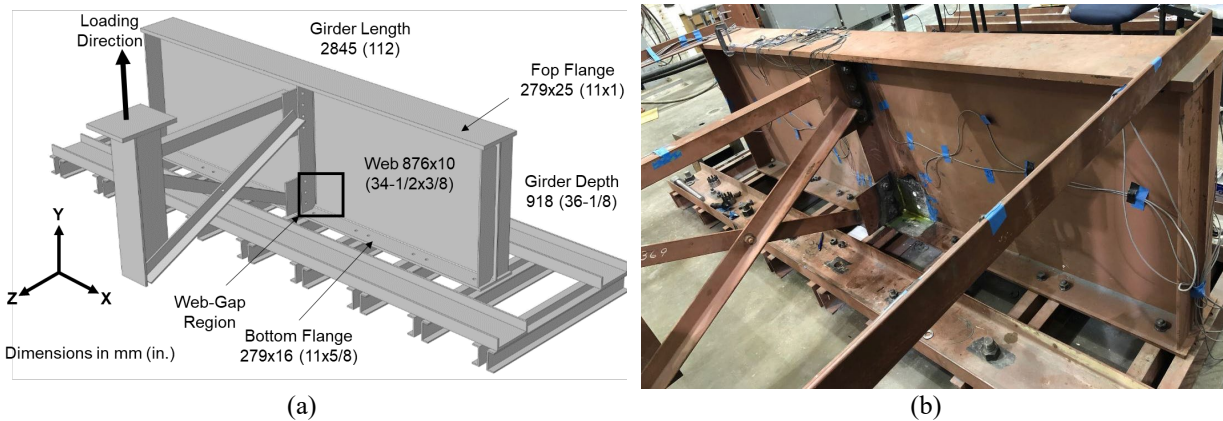 Loading
Direction
Girder Length
2845 (112)
Fop Flange
279x25 (11x1)
Web 876x10
(34-1/2x3/8)
Girder Depth
918 (36-1/8)
Y
Z
X
Web-Gap
Region
Bottom Flange
279x16 (11x5/8)
Dimensions in mm (in.)
369
(a)
(b)